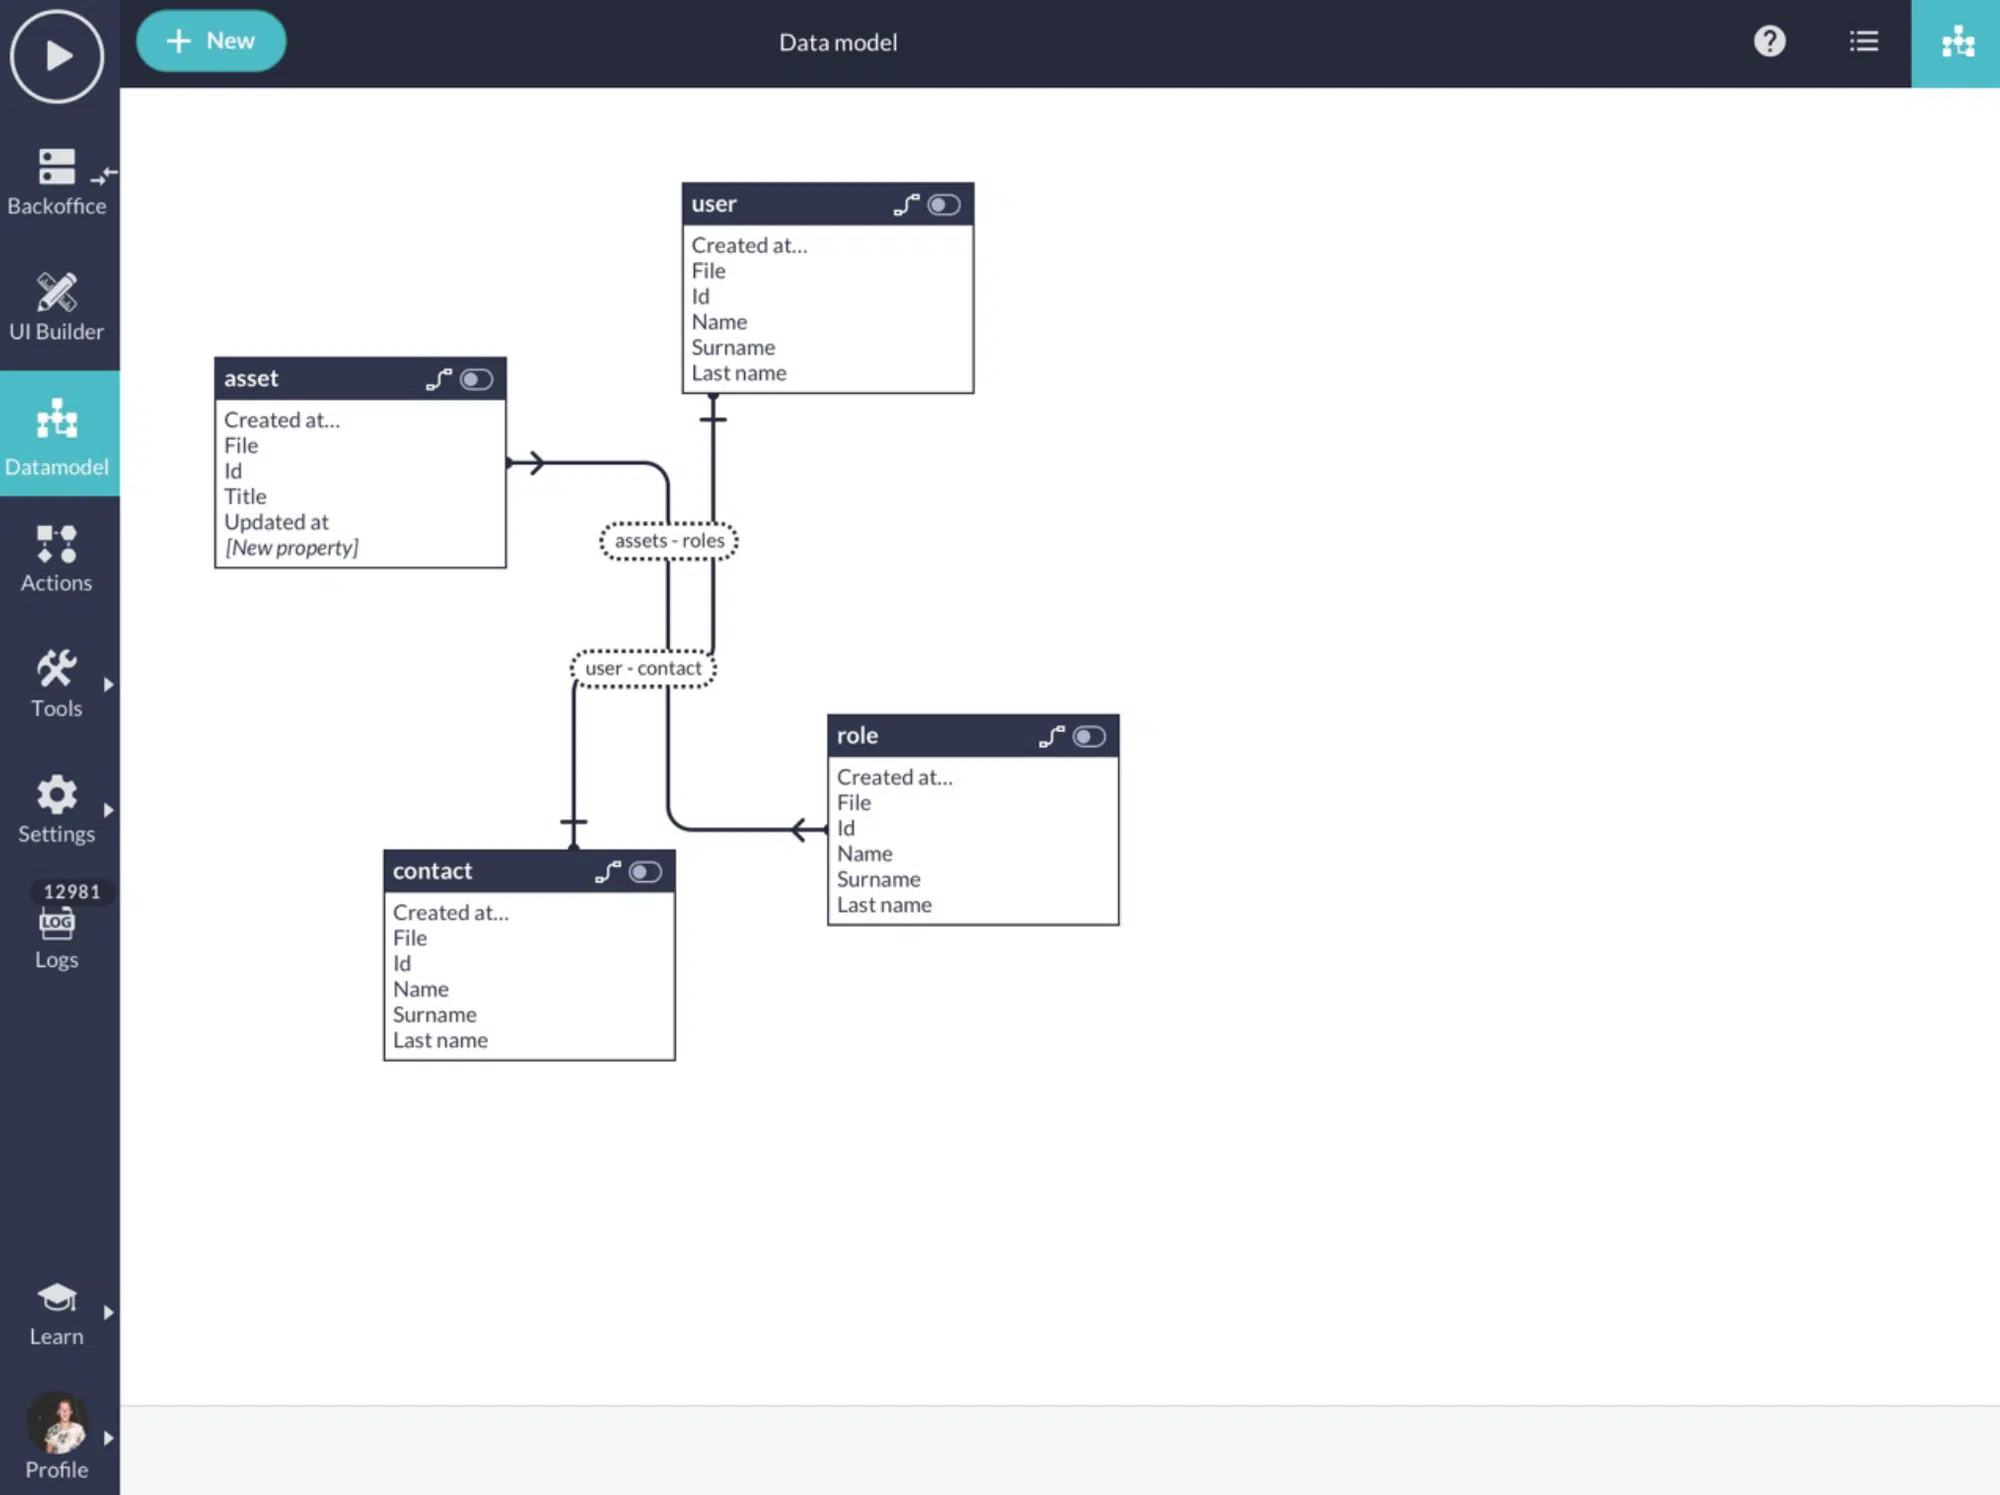 New
Data model
Backoffice
UI Builder
Datamodel
Actions
Tools
Settings
12981
LOG
Logs
Learn
Profile
user
Created at...
File
Id
Name
Surname
Last name
asset
Created at...
File
Id
Title
Updated at
[New property]
assets - roles
user - contact
role
Created at...
File
Id
Name
Surname
Last name
contact
Created at...
File
Id
Name
Surname
Last name